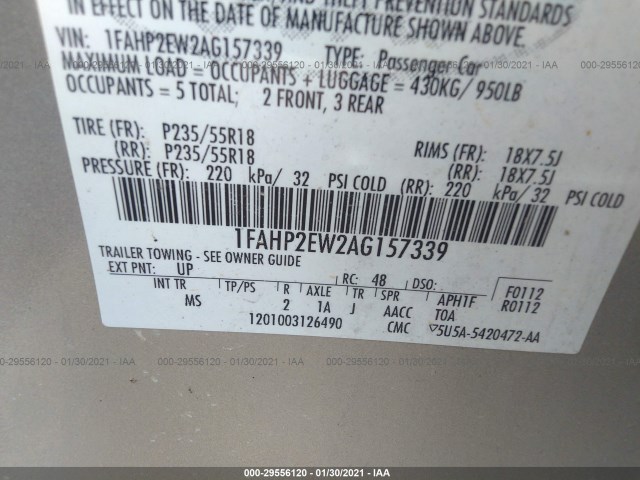 AND THEFT PREVENTION STANDARDS
IN EFFECT ON THE DATE OF MANUFACTURE SHOWN ABOVE.
VIN: 1FAHP2EW2AG157339 TYPE: Passenger Car
MAXIMUM LOAD = OCCUPANTS + LUGGAGE = 430KG/ 950LB
OCCUPANTS = 5 TOTAL; 2 FRONT, 3 REAR
TIRE (FR): P235/55R18 RIMS (FR): 18X7.5J
(RR): P235/55R18 (RR): 18X7.5J
PRESSURE (FR): 220 kPa/ 32 PSI COLD (RR): 220 kPa/ 32 PSI COLD
1FAHP2EW2AG157339
TRAILER TOWING - SEE OWNER GUIDE
EXT PNT: UP RC: 48 DSO: F0112
INT TR TP/PS R AXLE TR SPR APHTF R0112
MS 2 1A J AACC TOA
1201003126490 CMC 5U5A-5420472-AA
000-29556120 - 01/30/2021 - IAA